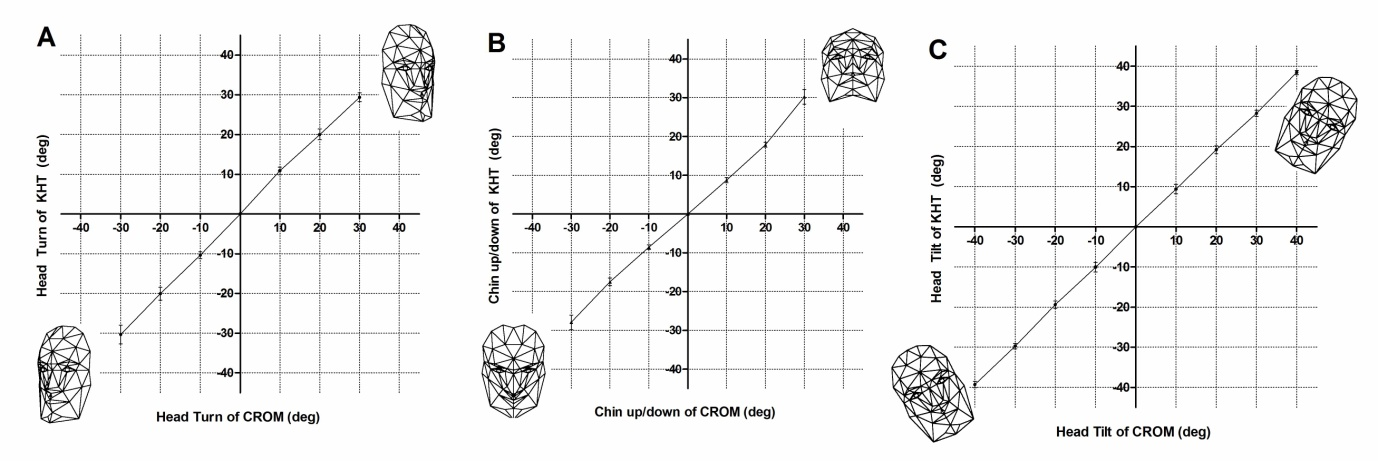 A
40
30
20
10
-40 -30 -20 -10 10 20 30 40
-10
-20
-30
-40
Head Turn of KHT (deg)
Head Turn of CROM (deg)
B
40
30
20
10
-40 -30 -20 -10 10 20 30 40
-10
-20
-30
-40
Chin up/down of KHT (deg)
Chin up/down of CROM (deg)
C
40
30
20
10
-40 -30 -20 -10 10 20 30 40
-10
-20
-30
-40
Head Tilt of KHT (deg)
Head Tilt of CROM (deg)